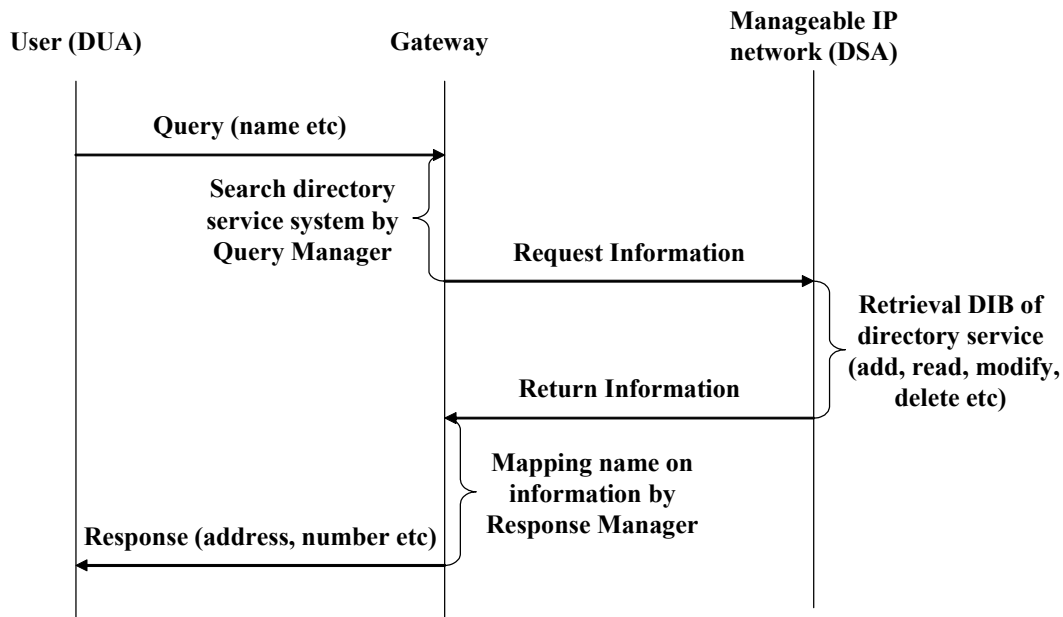 User (DUA)
Gateway
Manageable IP
network (DSA)
Query (name etc)
Search directory
service system by
Query Manager
Request Information
Retrieval DIB of
directory service
(add, read, modify,
delete etc)
Return Information
Mapping name on
information by
Response Manager
Response (address, number etc)